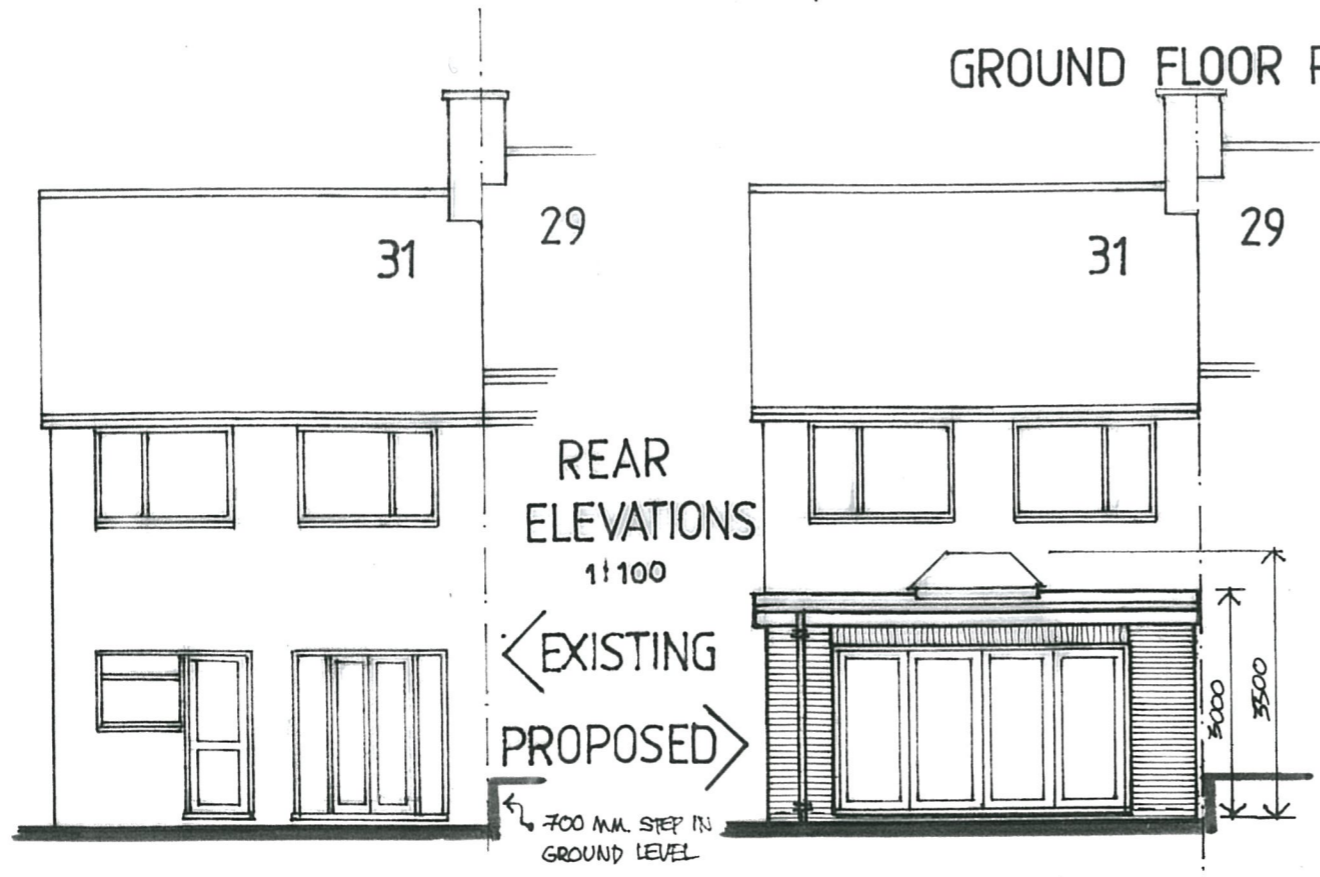 GROUND FLOOR
31
29
31
29
REAR
ELEVATIONS
1:100
EXISTING
PROPOSED
3000
3500
700 MM. STEP IN
GROUND LEVEL